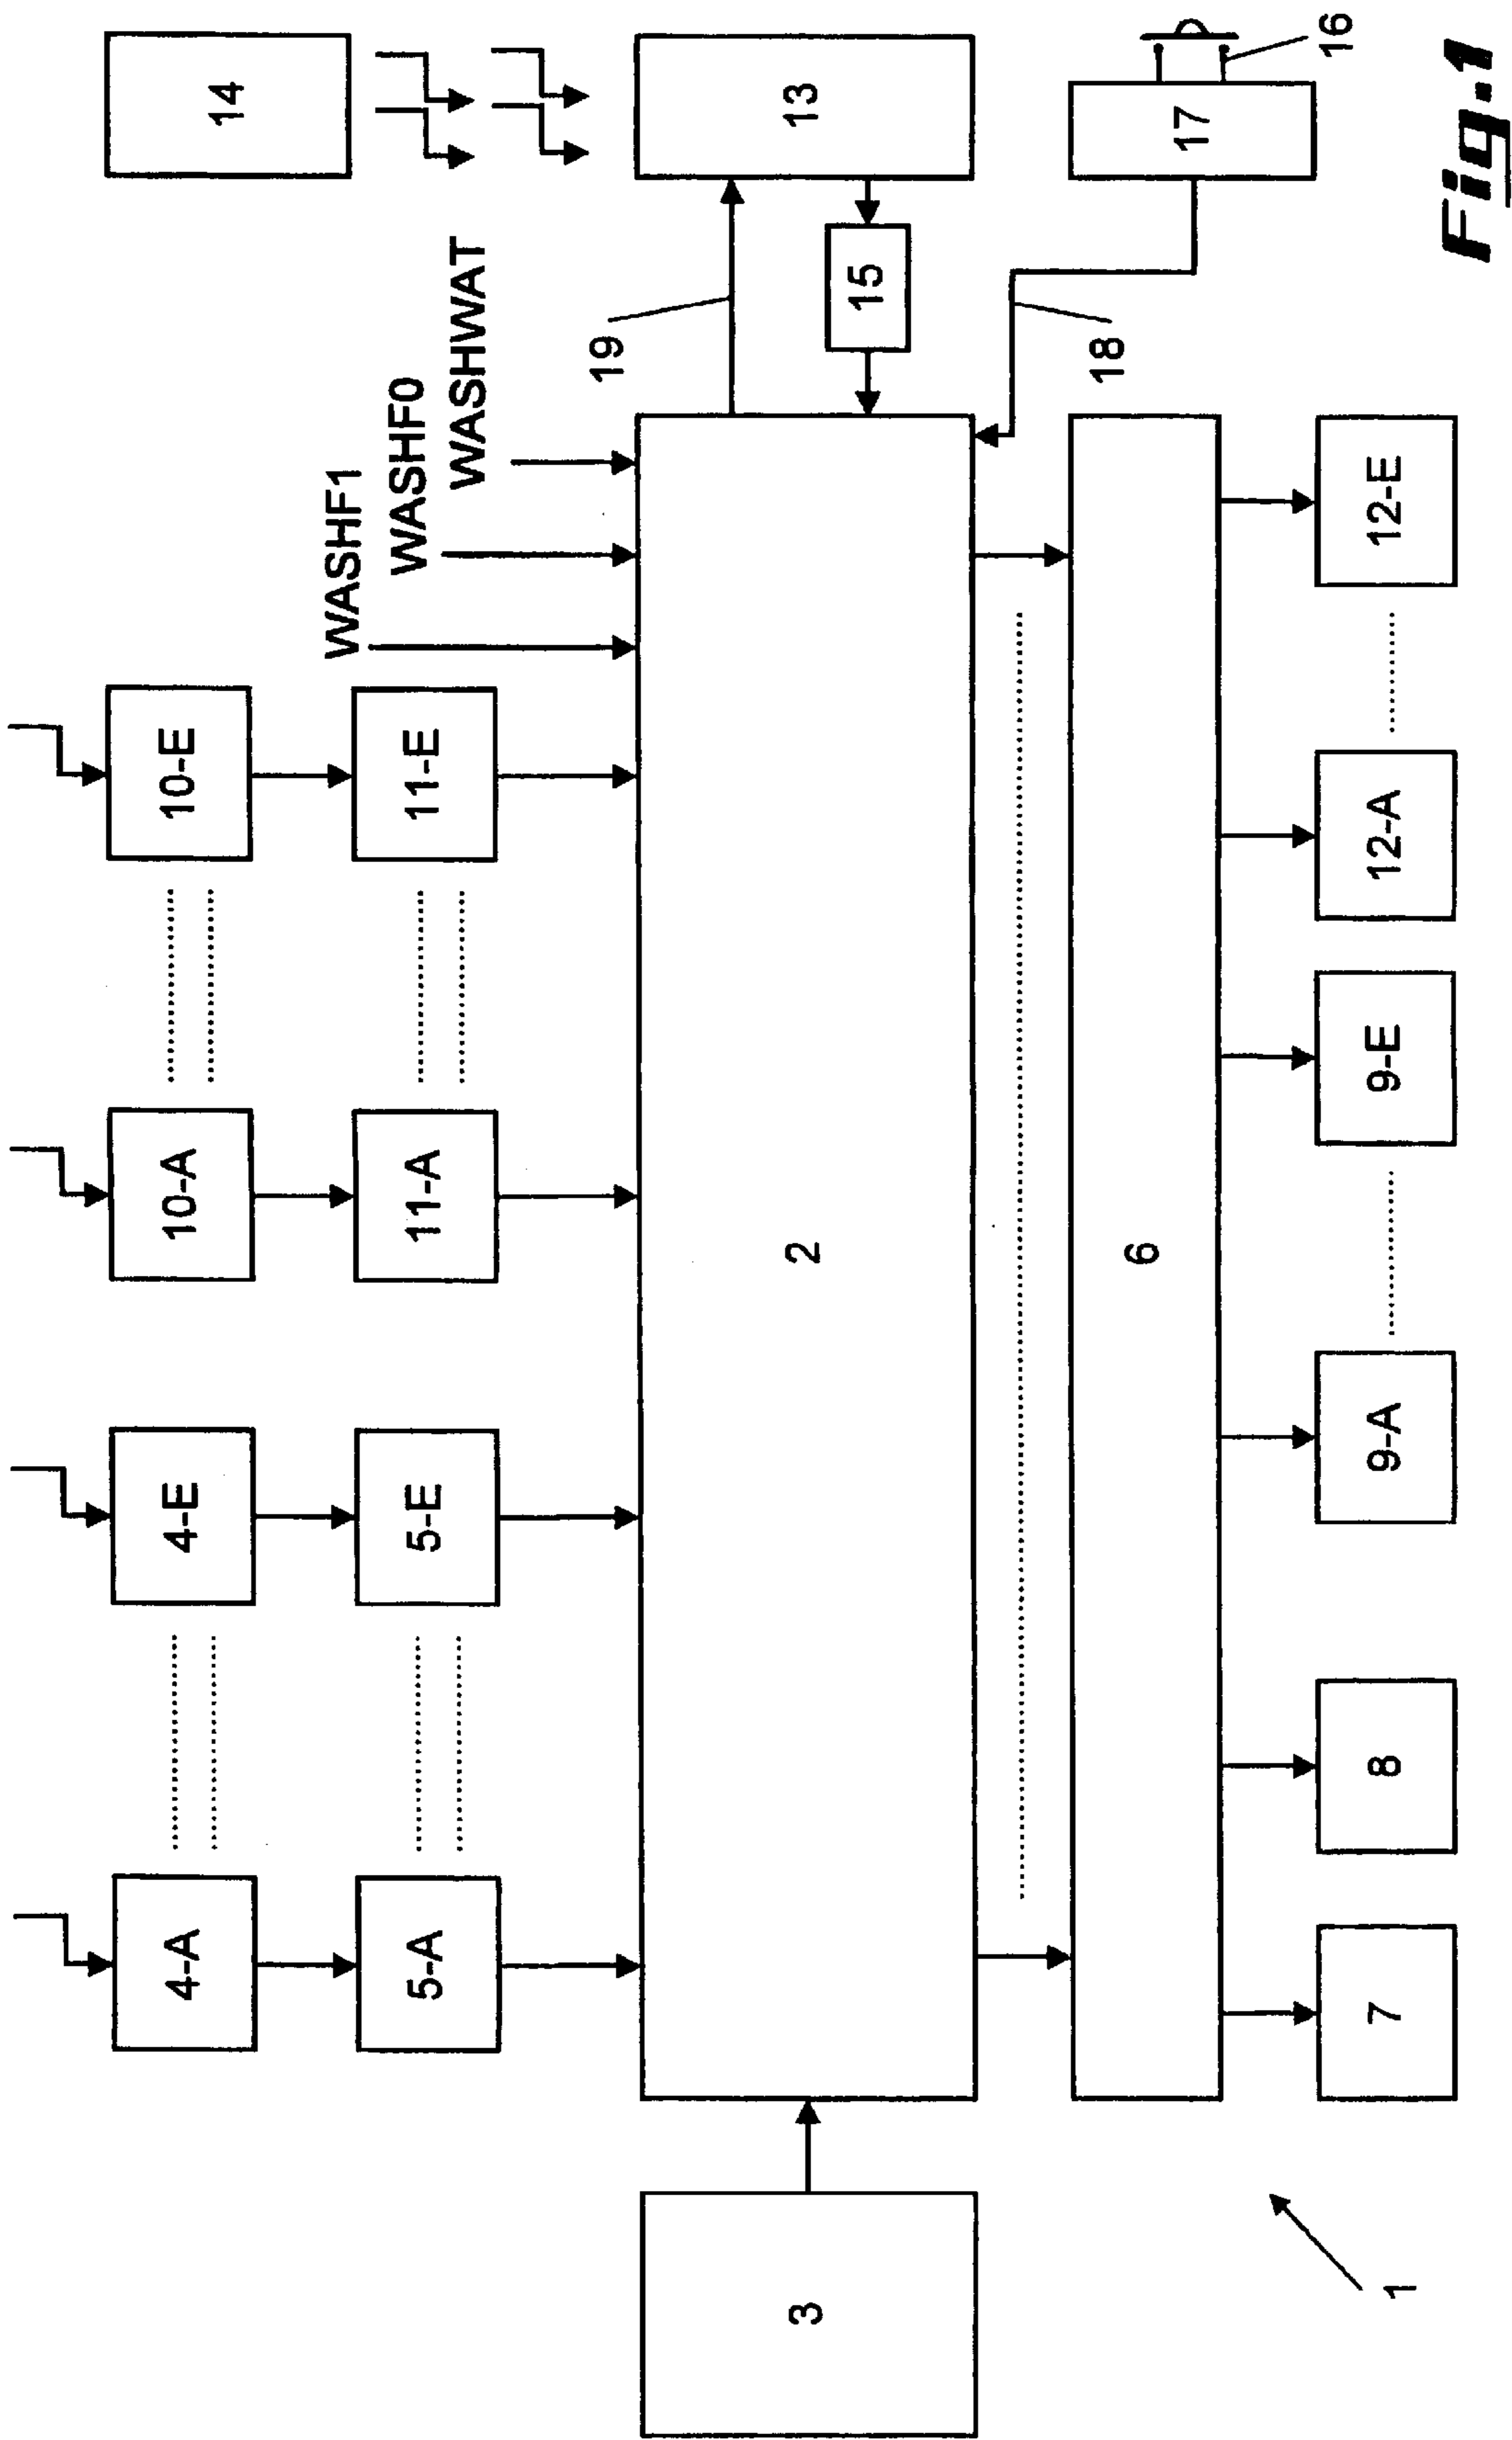 4-A
4-E
10-A
10-E
14
5-A
5-E
11-A
11-E
WASHF1
WASHF0
WASHWAT
19
3
2
15
13
18
6
17
16
7
8
9-A
9-E
12-A
12-E
1
Fig.1